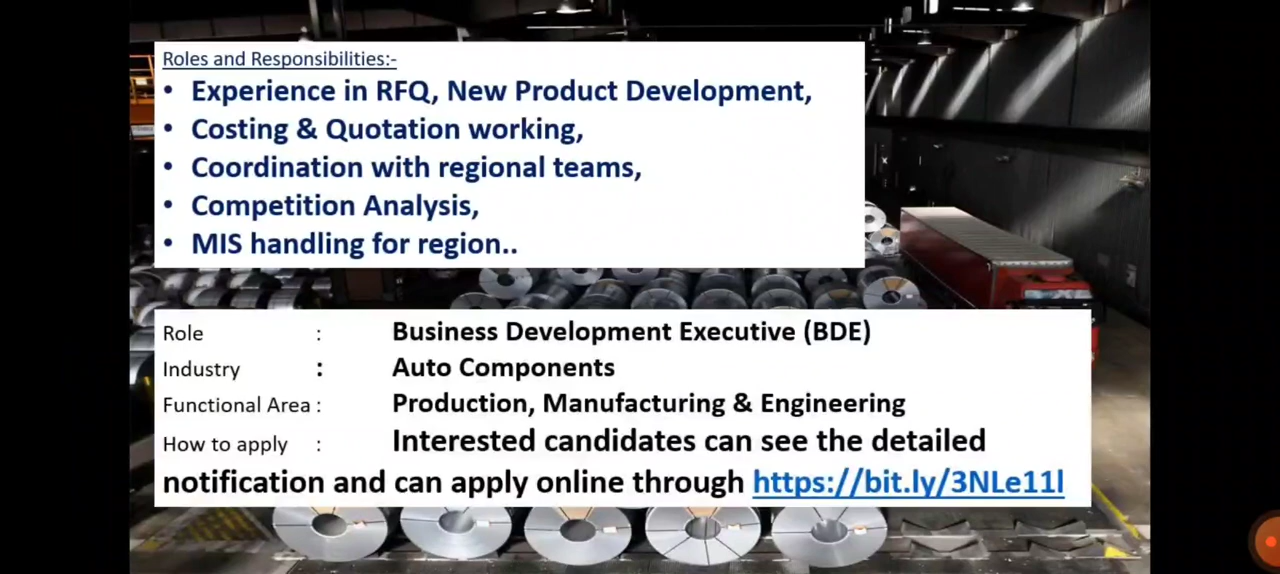 Roles and Responsibilities:-
• Experience in RFQ, New Product Development,
• Costing & Quotation working,
• Coordination with regional teams,
• Competition Analysis,
• MIS handling for region..
Role : Business Development Executive (BDE)
Industry : Auto Components
Functional Area : Production, Manufacturing & Engineering
How to apply : Interested candidates can see the detailed
notification and can apply online through https://bit.ly/3NLe11l